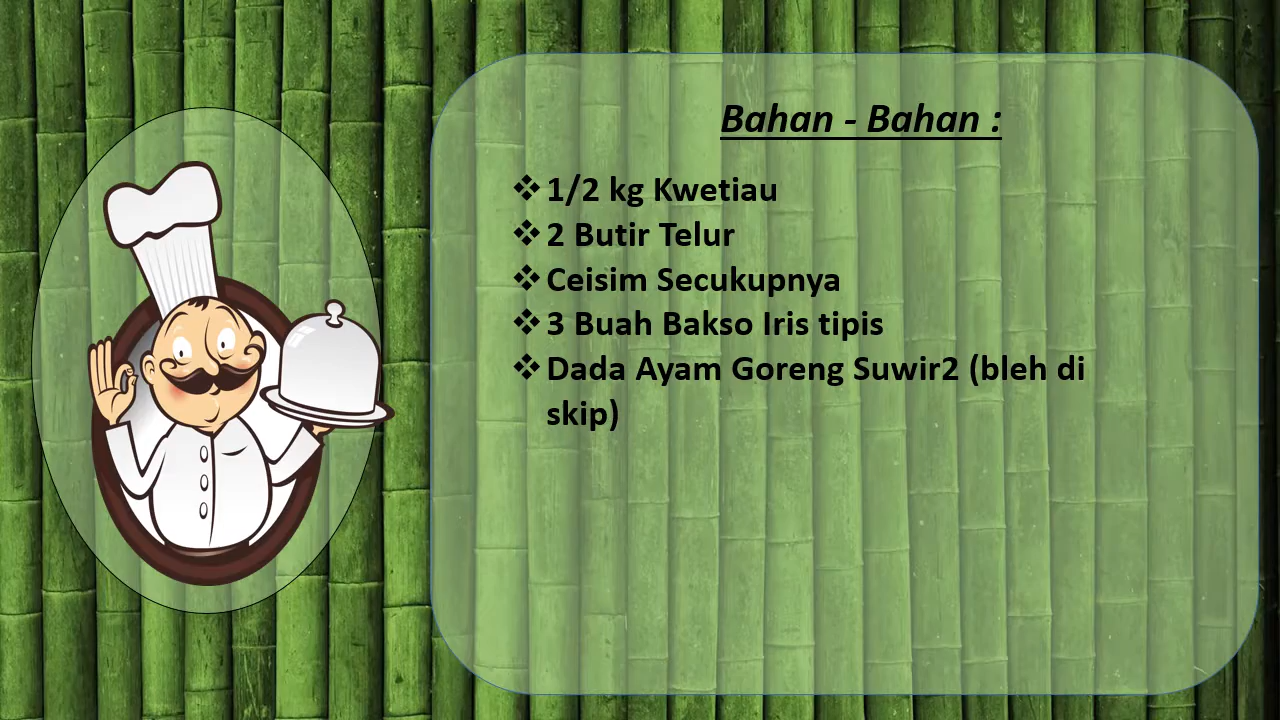 Bahan - Bahan :
❖ 1/2 kg Kwetiau
❖ 2 Butir Telur
❖ Ceisim Secukupnya
❖ 3 Buah Bakso Iris tipis
❖ Dada Ayam Goreng Suwir2 (bleh di
skip)